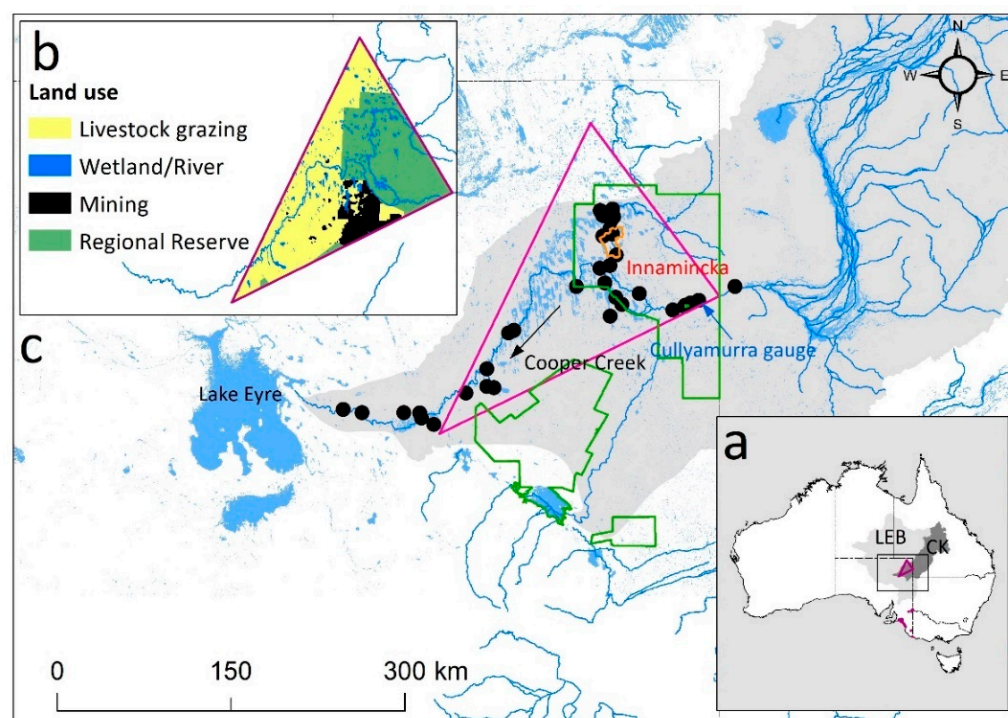 b
Land use
Livestock grazing
Wetland/River
Mining
Regional Reserve
N
W
E
S
c
Innamincka
Cullyamurra gauge
Cooper Creek
Lake Eyre
a
LEB
CK
0
150
300 km